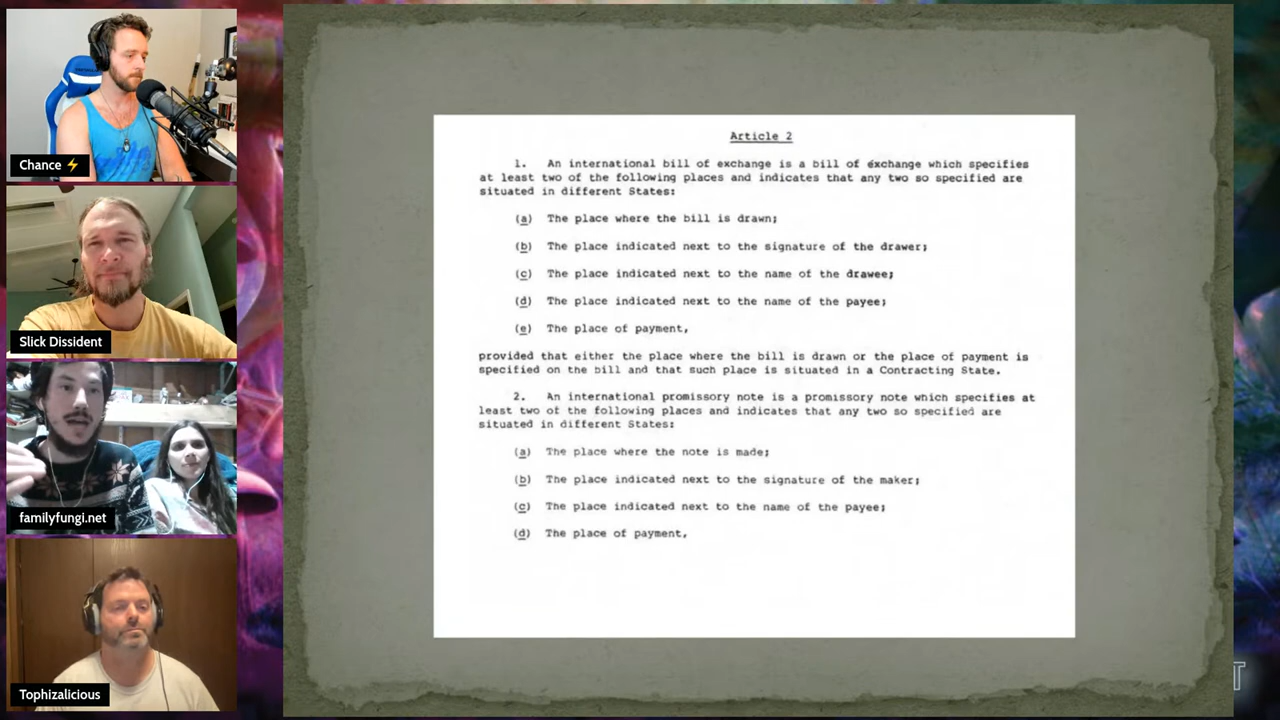 Chance ⚡
Slick Dissident
familyfungi.net
Tophizalicious
Article 2
1. An international bill of exchange is a bill of exchange which specifies
at least two of the following places and indicates that any two so specified are
situated in different States:
(a) The place where the bill is drawn;
(b) The place indicated next to the signature of the drawer;
(c) The place indicated next to the name of the drawee;
(d) The place indicated next to the name of the payee;
(e) The place of payment,
provided that either the place where the bill is drawn or the place of payment is
specified on the bill and that such place is situated in a Contracting State.
2. An international promissory note is a promissory note which specifies at
least two of the following places and indicates that any two so specified are
situated in different States:
(a) The place where the note is made;
(b) The place indicated next to the signature of the maker;
(c) The place indicated next to the name of the payee;
(d) The place of payment,